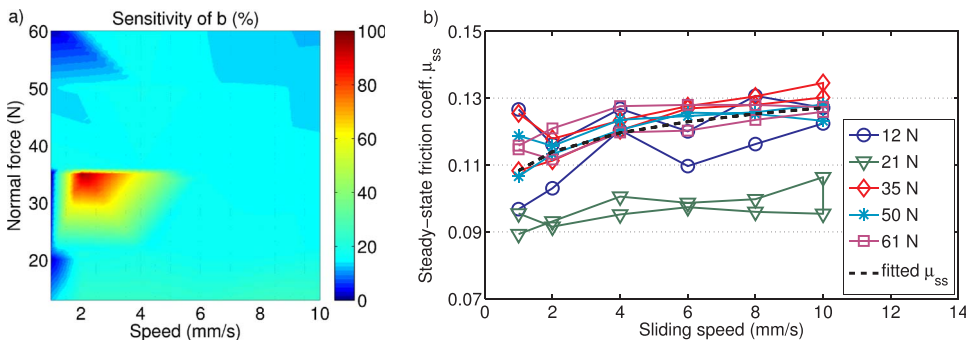 a)
Sensitivity of b (%)
Normal force (N)
60
50
40
30
20
2
4
6
8
10
Speed (mm/s)
100
80
60
40
20
0
b)
Steady−state friction coeff. μss
0.15
0.13
0.11
0.09
0.07
0
2
4
6
8
10
12
14
Sliding speed (mm/s)
12 N
21 N
35 N
50 N
61 N
fitted μss